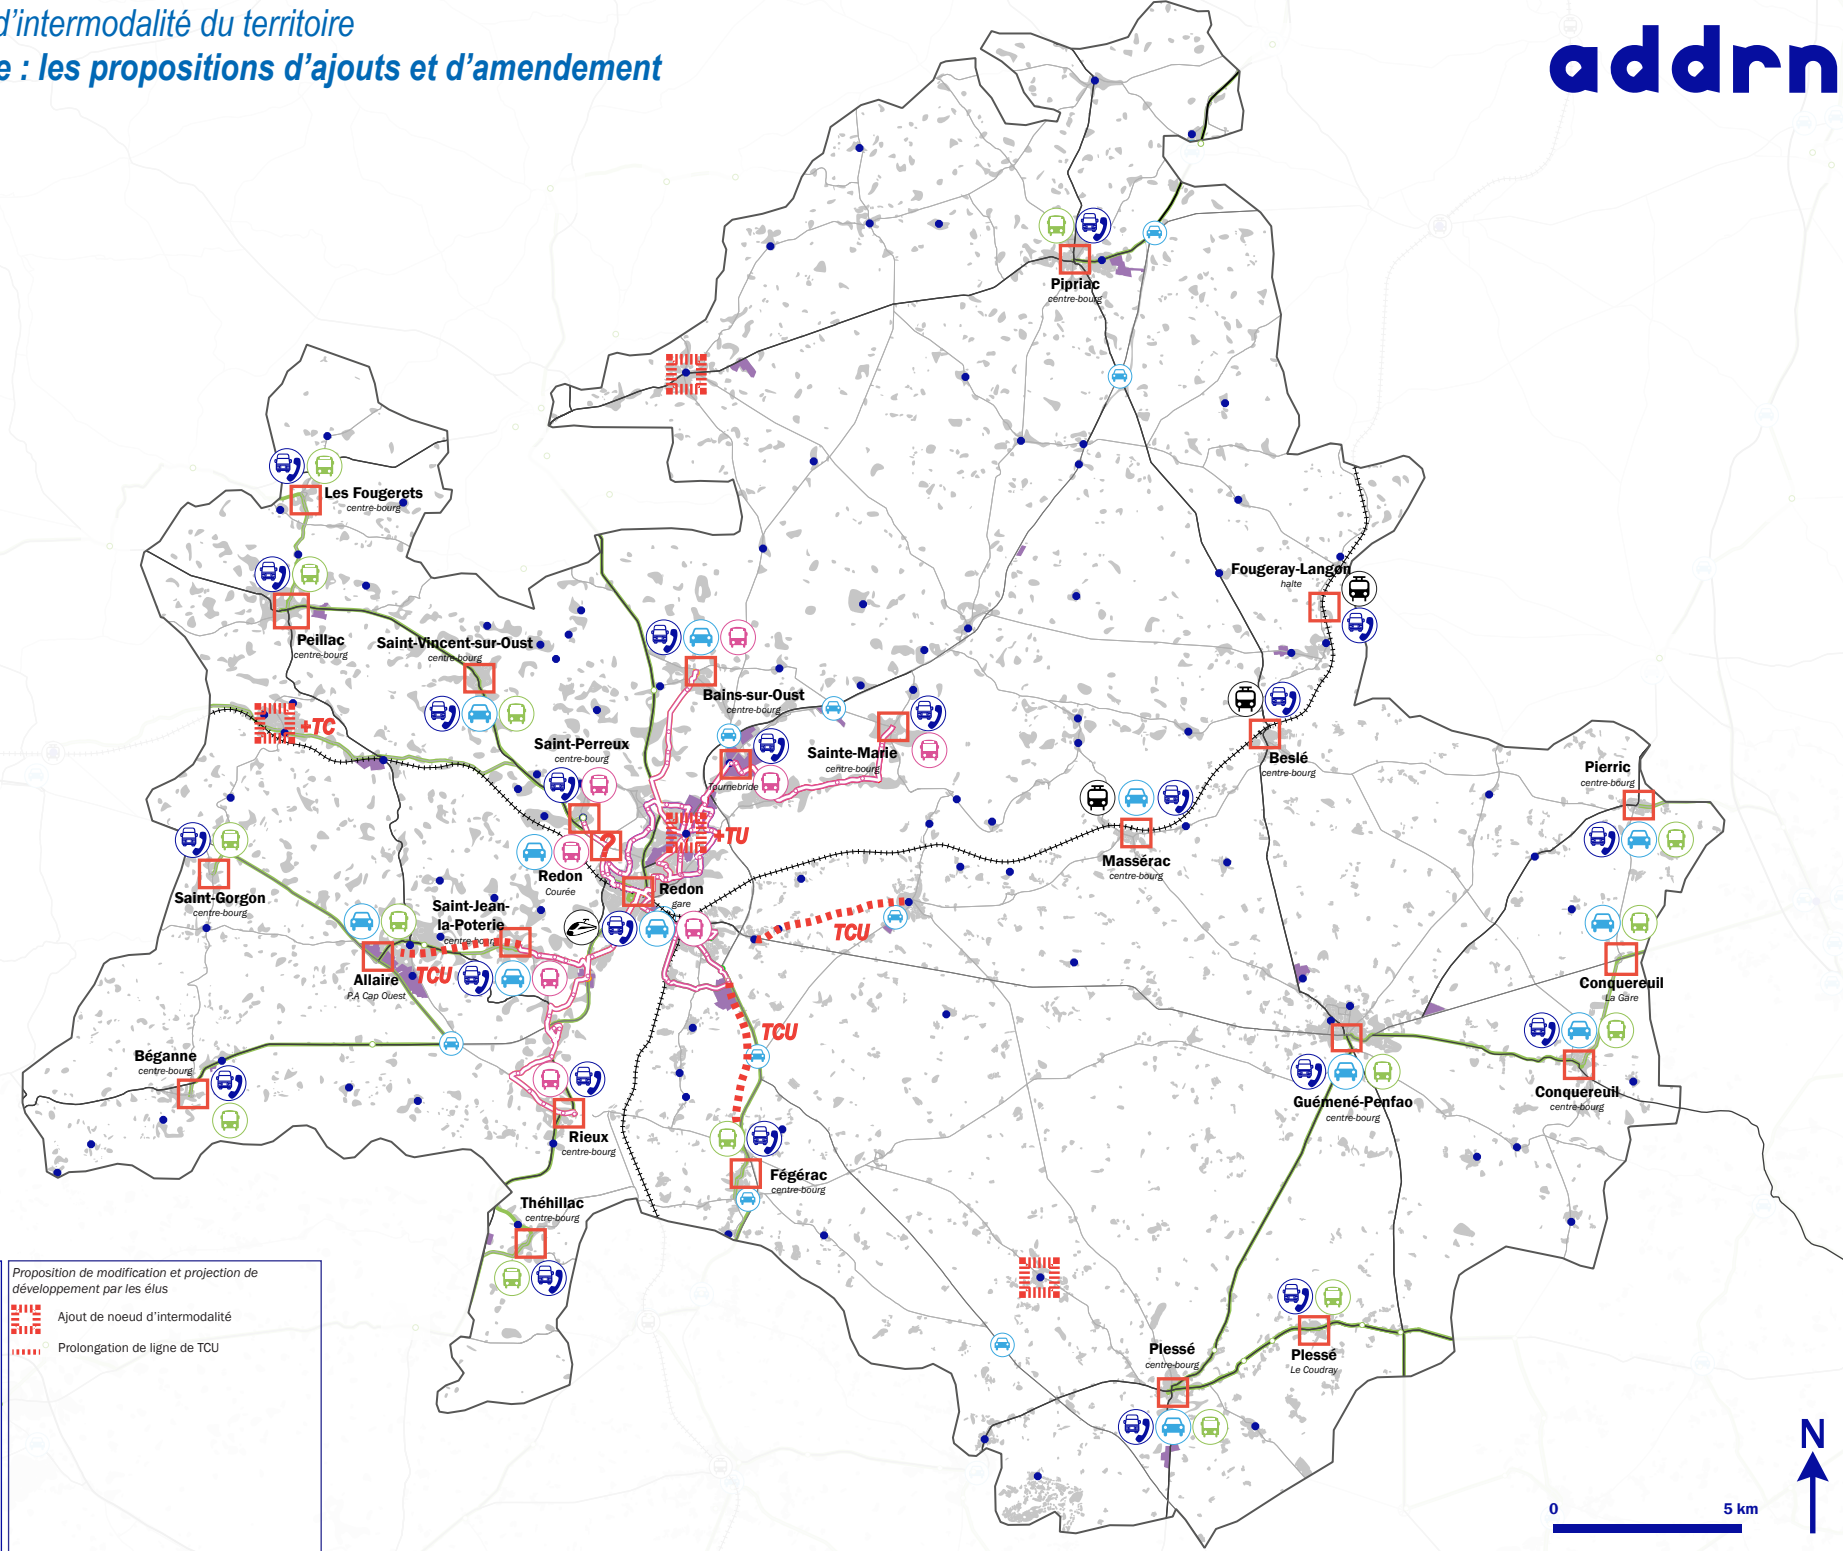 d'intermodalité du territoire
e : les propositions d'ajouts et d'amendement
addrn
Pipriac
centre-bourg
Les Fougerets
centre-bourg
Peillac
centre-bourg
Saint-Vincent-sur-Oust
centre-bourg
Fougeray-Langon
halte
Bains-sur-Oust
centre-bourg
+TC
Saint-Perreux
centre-bourg
Sainte-Marie
centre-bourg
Tournebride
Beslé
centre-bourg
Pierric
centre-bourg
+TU
?
Redon
Courée
Redon
gare
Massérac
centre-bourg
Saint-Gorgon
centre-bourg
Saint-Jean-
la-Poterie
centre-bourg
TCU
Allaire
P.A Cap Ouest
TCU
Conquereuil
La Gare
TCU
Béganne
centre-bourg
Guémené-Penfao
centre-bourg
Conquereuil
centre-bourg
Rieux
centre-bourg
Fégérac
centre-bourg
Théhillac
centre-bourg
Plessé
centre-bourg
Plessé
Le Coudray
Proposition de modification et projection de
développement par les élus
Ajout de noeud d'intermodalité
Prolongation de ligne de TCU
N
0 5 km